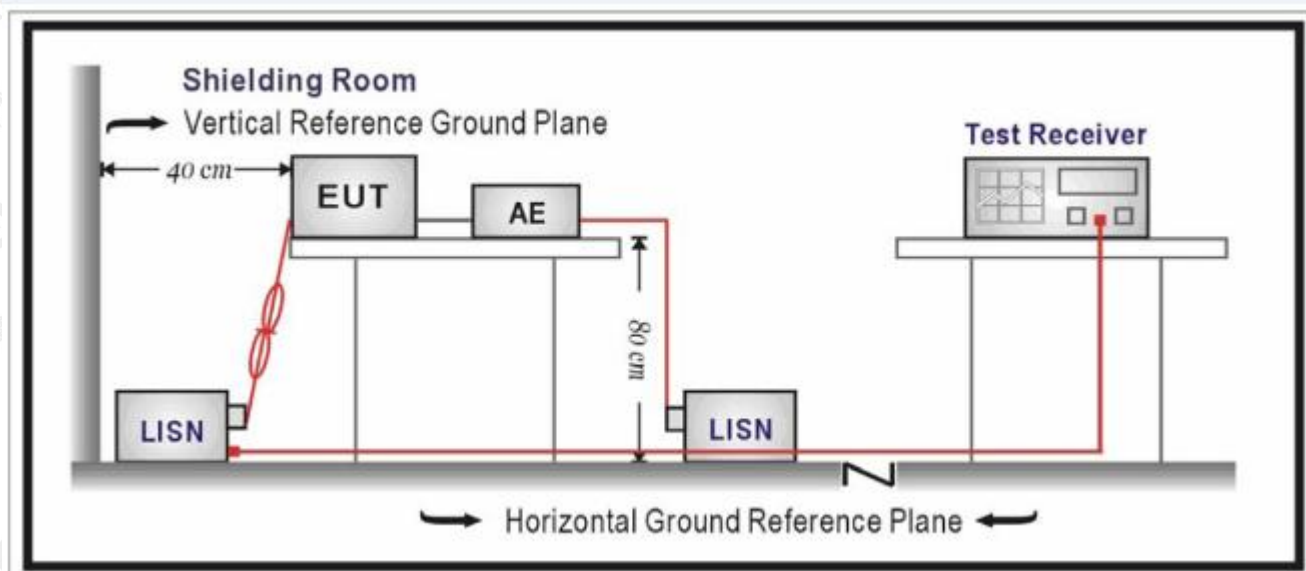 Shielding Room
Vertical Reference Ground Plane
40 cm
EUT
AE
Test Receiver
80 cm
LISN
LISN
Horizontal Ground Reference Plane